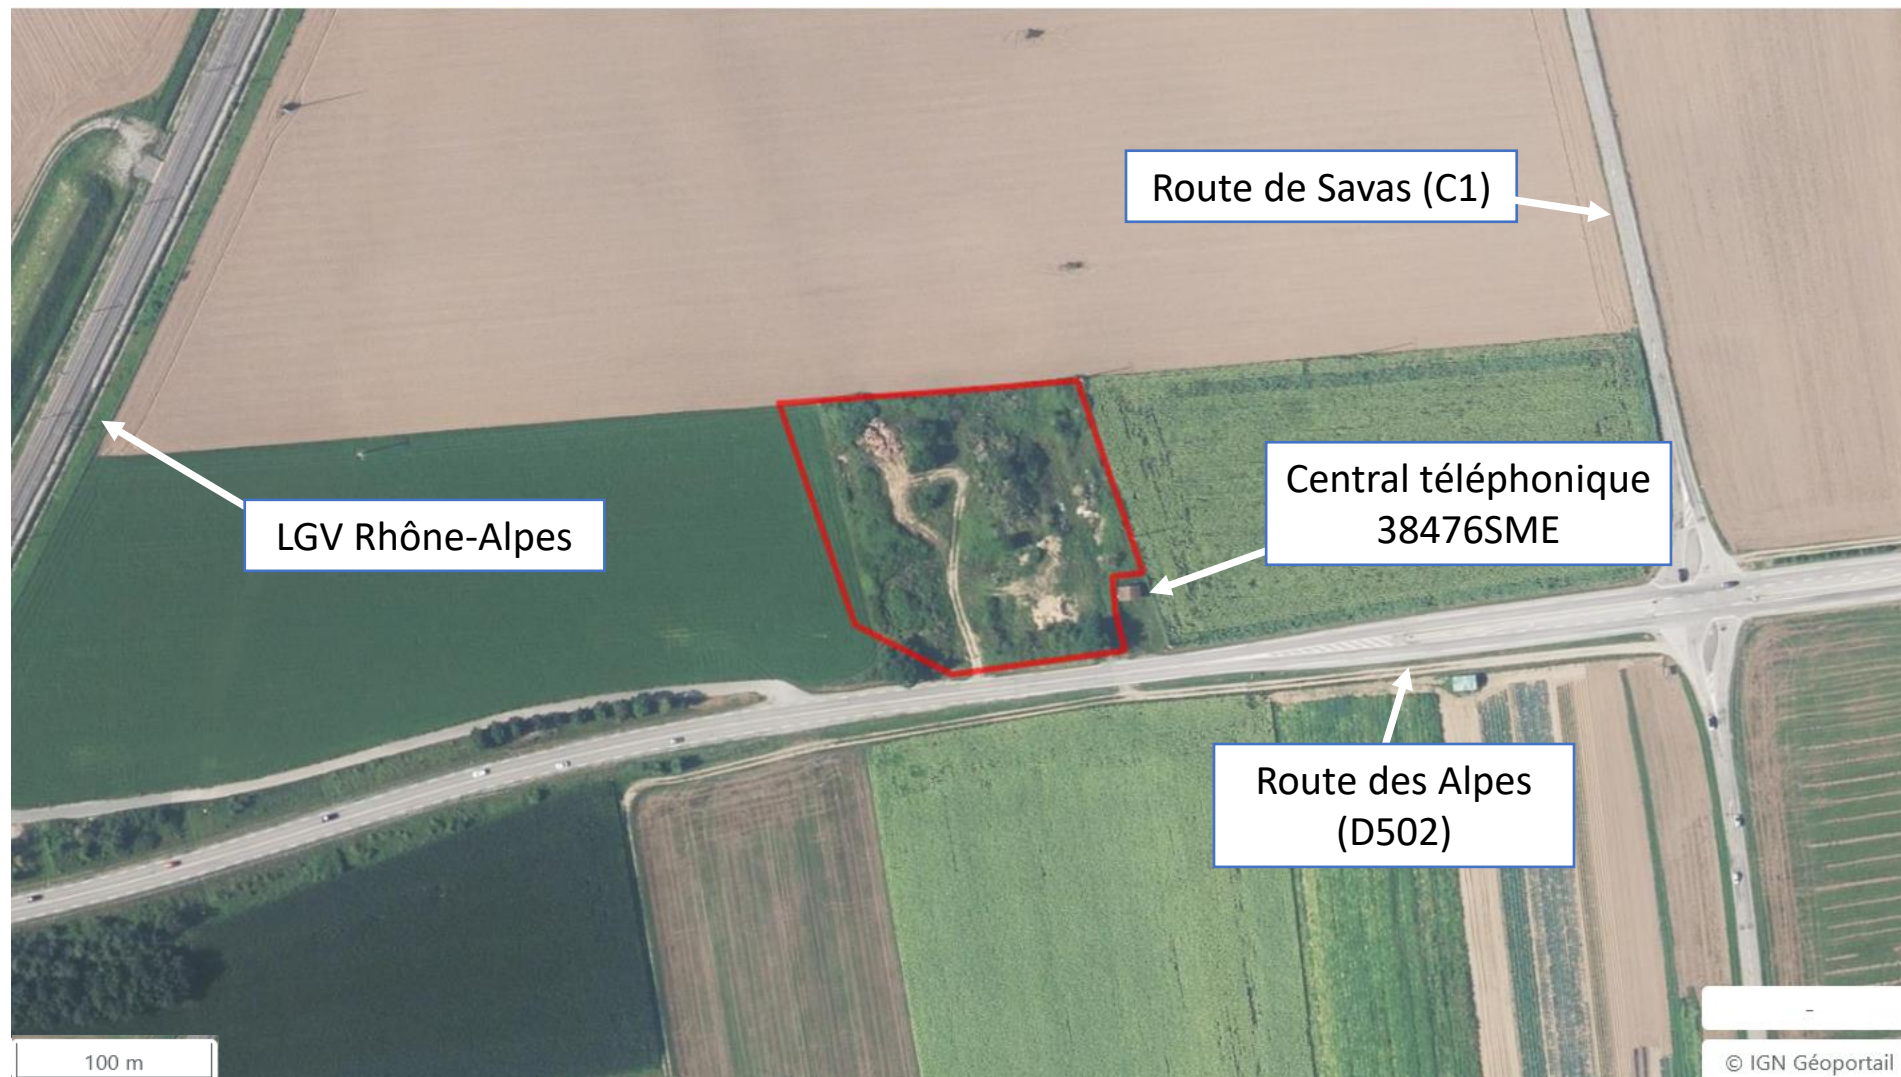 Route de Savas (C1)
Central téléphonique
38476SME
LGV Rhône-Alpes
Route des Alpes
(D502)
100 m
-
© IGN Géoportail